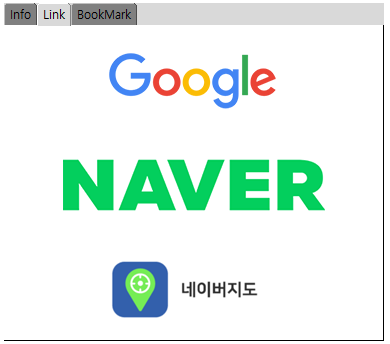 Info Link BookMark
Google
NAVER
네이버지도